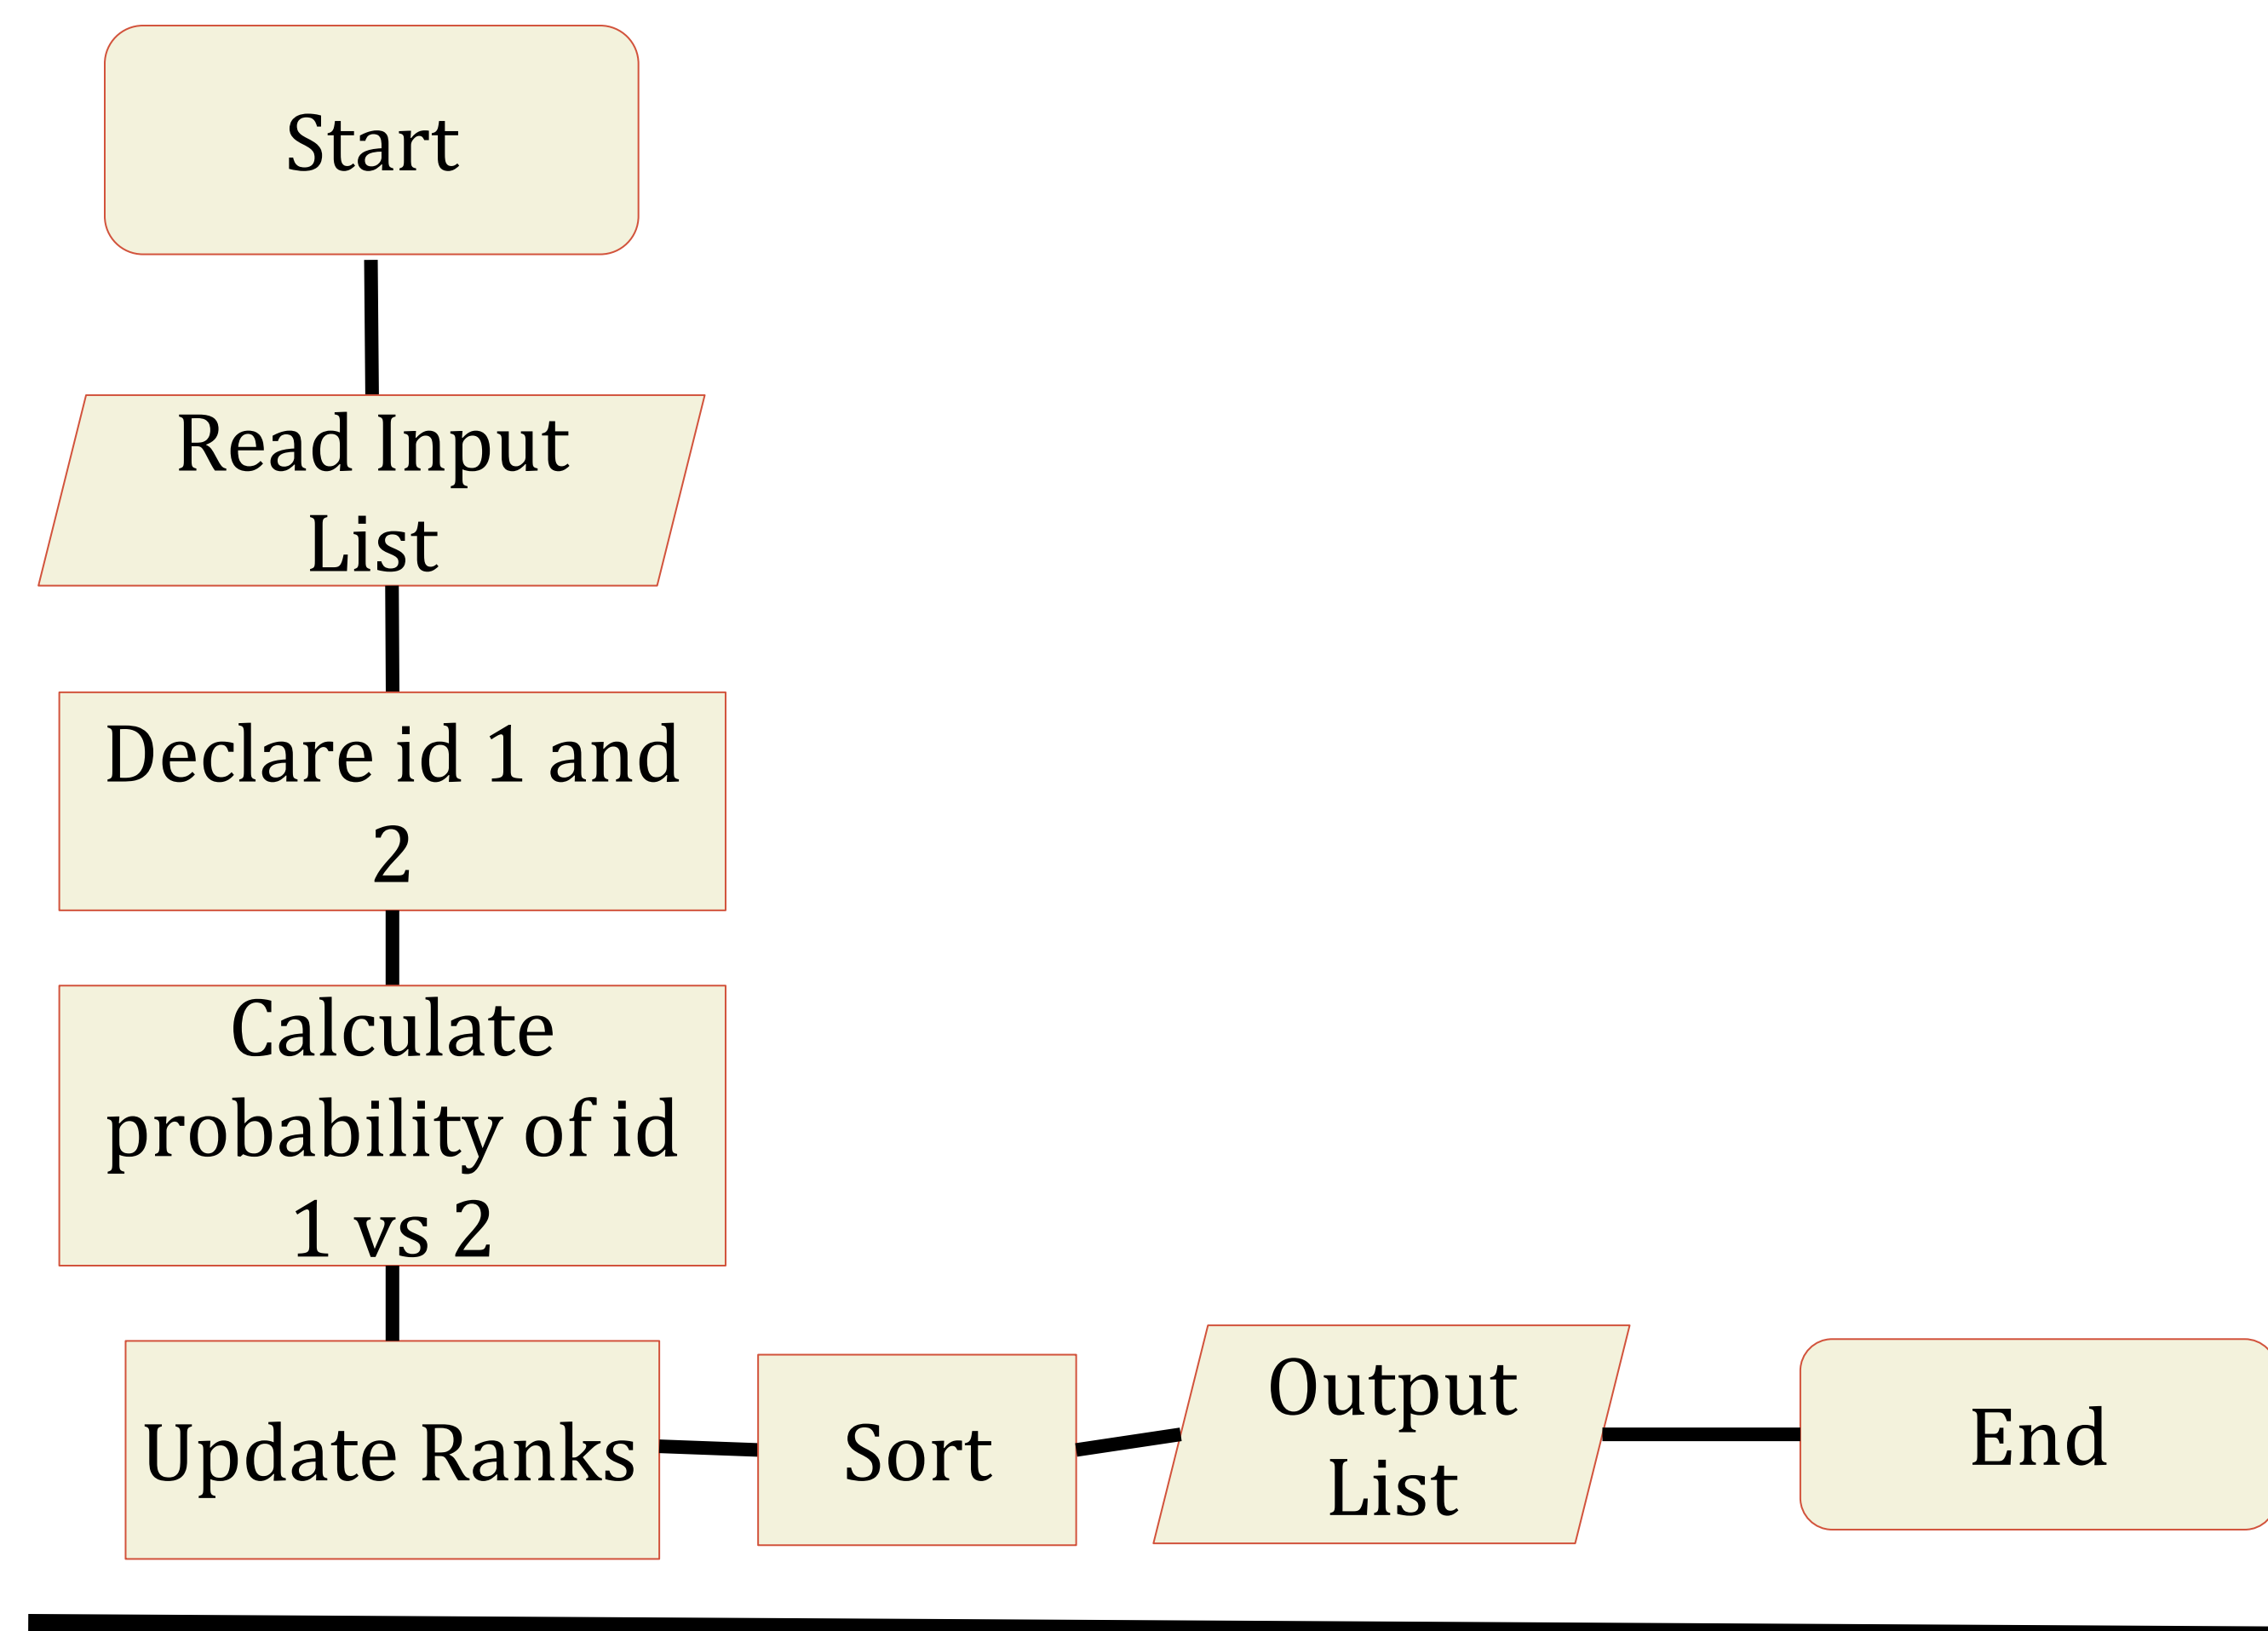 Start
Read Input
List
Declare id 1 and
2
Calculate
probability of id
1 vs 2
Update Ranks
Sort
Output
List
End